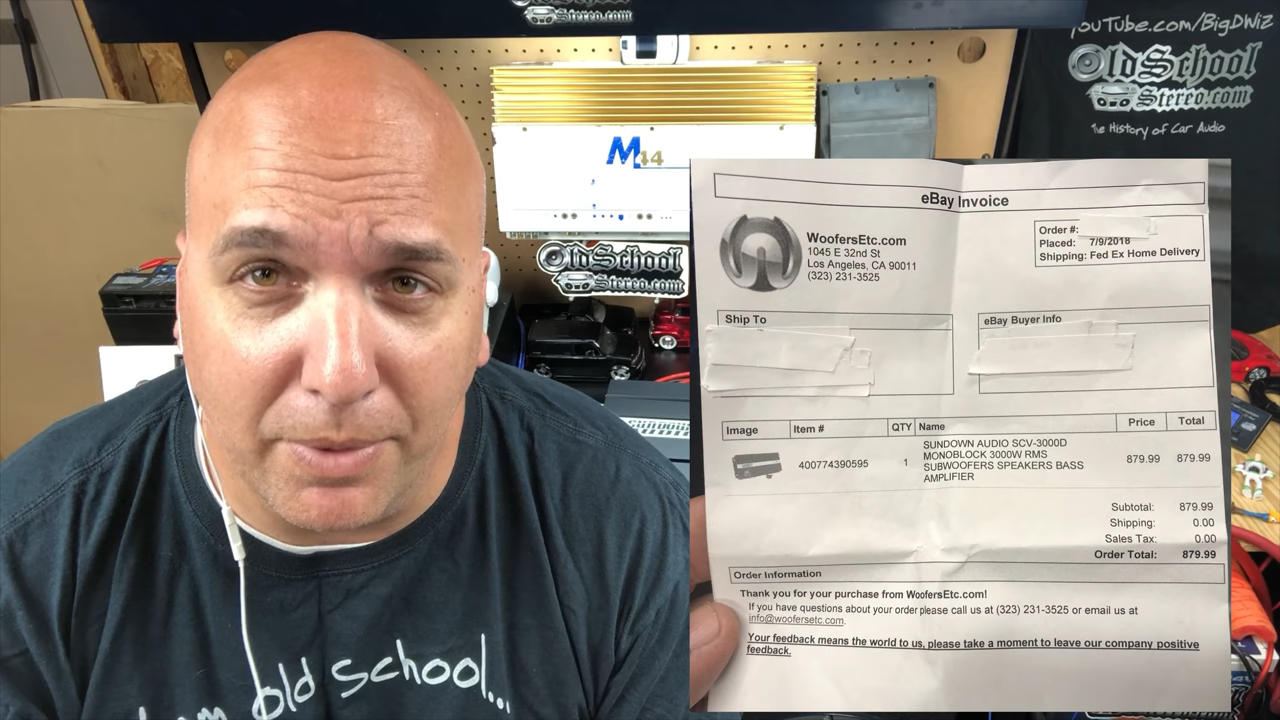 Stereo.com
YouTube.com/BigDWiz
OldSchool
Stereo.com
The History of Car Audio
M44
OldSchool
Stereo.com
old school...
eBay Invoice
WoofersEtc.com
1045 E 32nd St
Los Angeles, CA 90011
(323) 231-3525
Order #:
Placed: 7/9/2018
Shipping: Fed Ex Home Delivery
Ship To
eBay Buyer Info
Image Item # QTY Name Price Total
400774390595 1 SUNDOWN AUDIO SCV-3000D
MONOBLOCK 3000W RMS
SUBWOOFERS SPEAKERS BASS
AMPLIFIER
879.99 879.99
Subtotal: 879.99
Shipping: 0.00
Sales Tax: 0.00
Order Total: 879.99
Order Information
Thank you for your purchase from WoofersEtc.com!
If you have questions about your order please call us at (323) 231-3525 or email us at
info@woofersetc.com.
Your feedback means the world to us, please take a moment to leave our company positive
feedback.